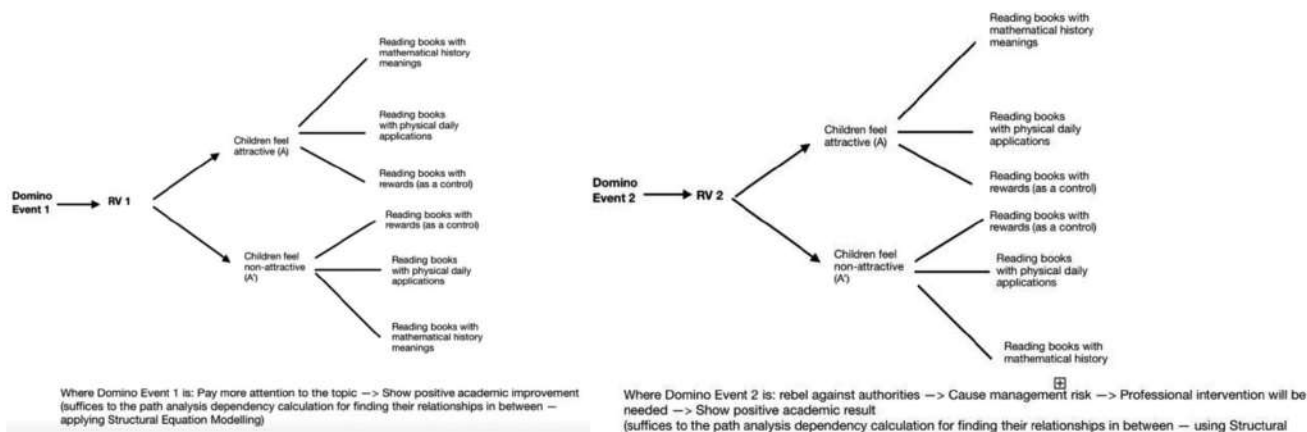 Reading books with
mathematical history
meanings
Reading books
with physical daily
applications
Children feel
attractive (A)
Reading books with
rewards (as a control)
Domino
Event 1
RV 1
Reading books with
rewards (as a control)
Children feel
non-attractive
(A')
Reading books
with physical daily
applications
Reading books with
mathematical history
meanings
Where Domino Event 1 is: Pay more attention to the topic —> Show positive academic improvement
(suffices to the path analysis dependency calculation for finding their relationships in between —
applying Structural Equation Modelling)
Reading books with
mathematical history
meanings
Reading books
with physical daily
applications
Children feel
attractive (A)
Reading books with
rewards (as a control)
Domino
Event 2
RV 2
Reading books with
rewards (as a control)
Children feel
non-attractive
(A')
Reading books
with physical daily
applications
Reading books with
mathematical history
Where Domino Event 2 is: rebel against authorities —> Cause management risk —> Professional intervention will be
needed —> Show positive academic result
(suffices to the path analysis dependency calculation for finding their relationships in between — using Structural